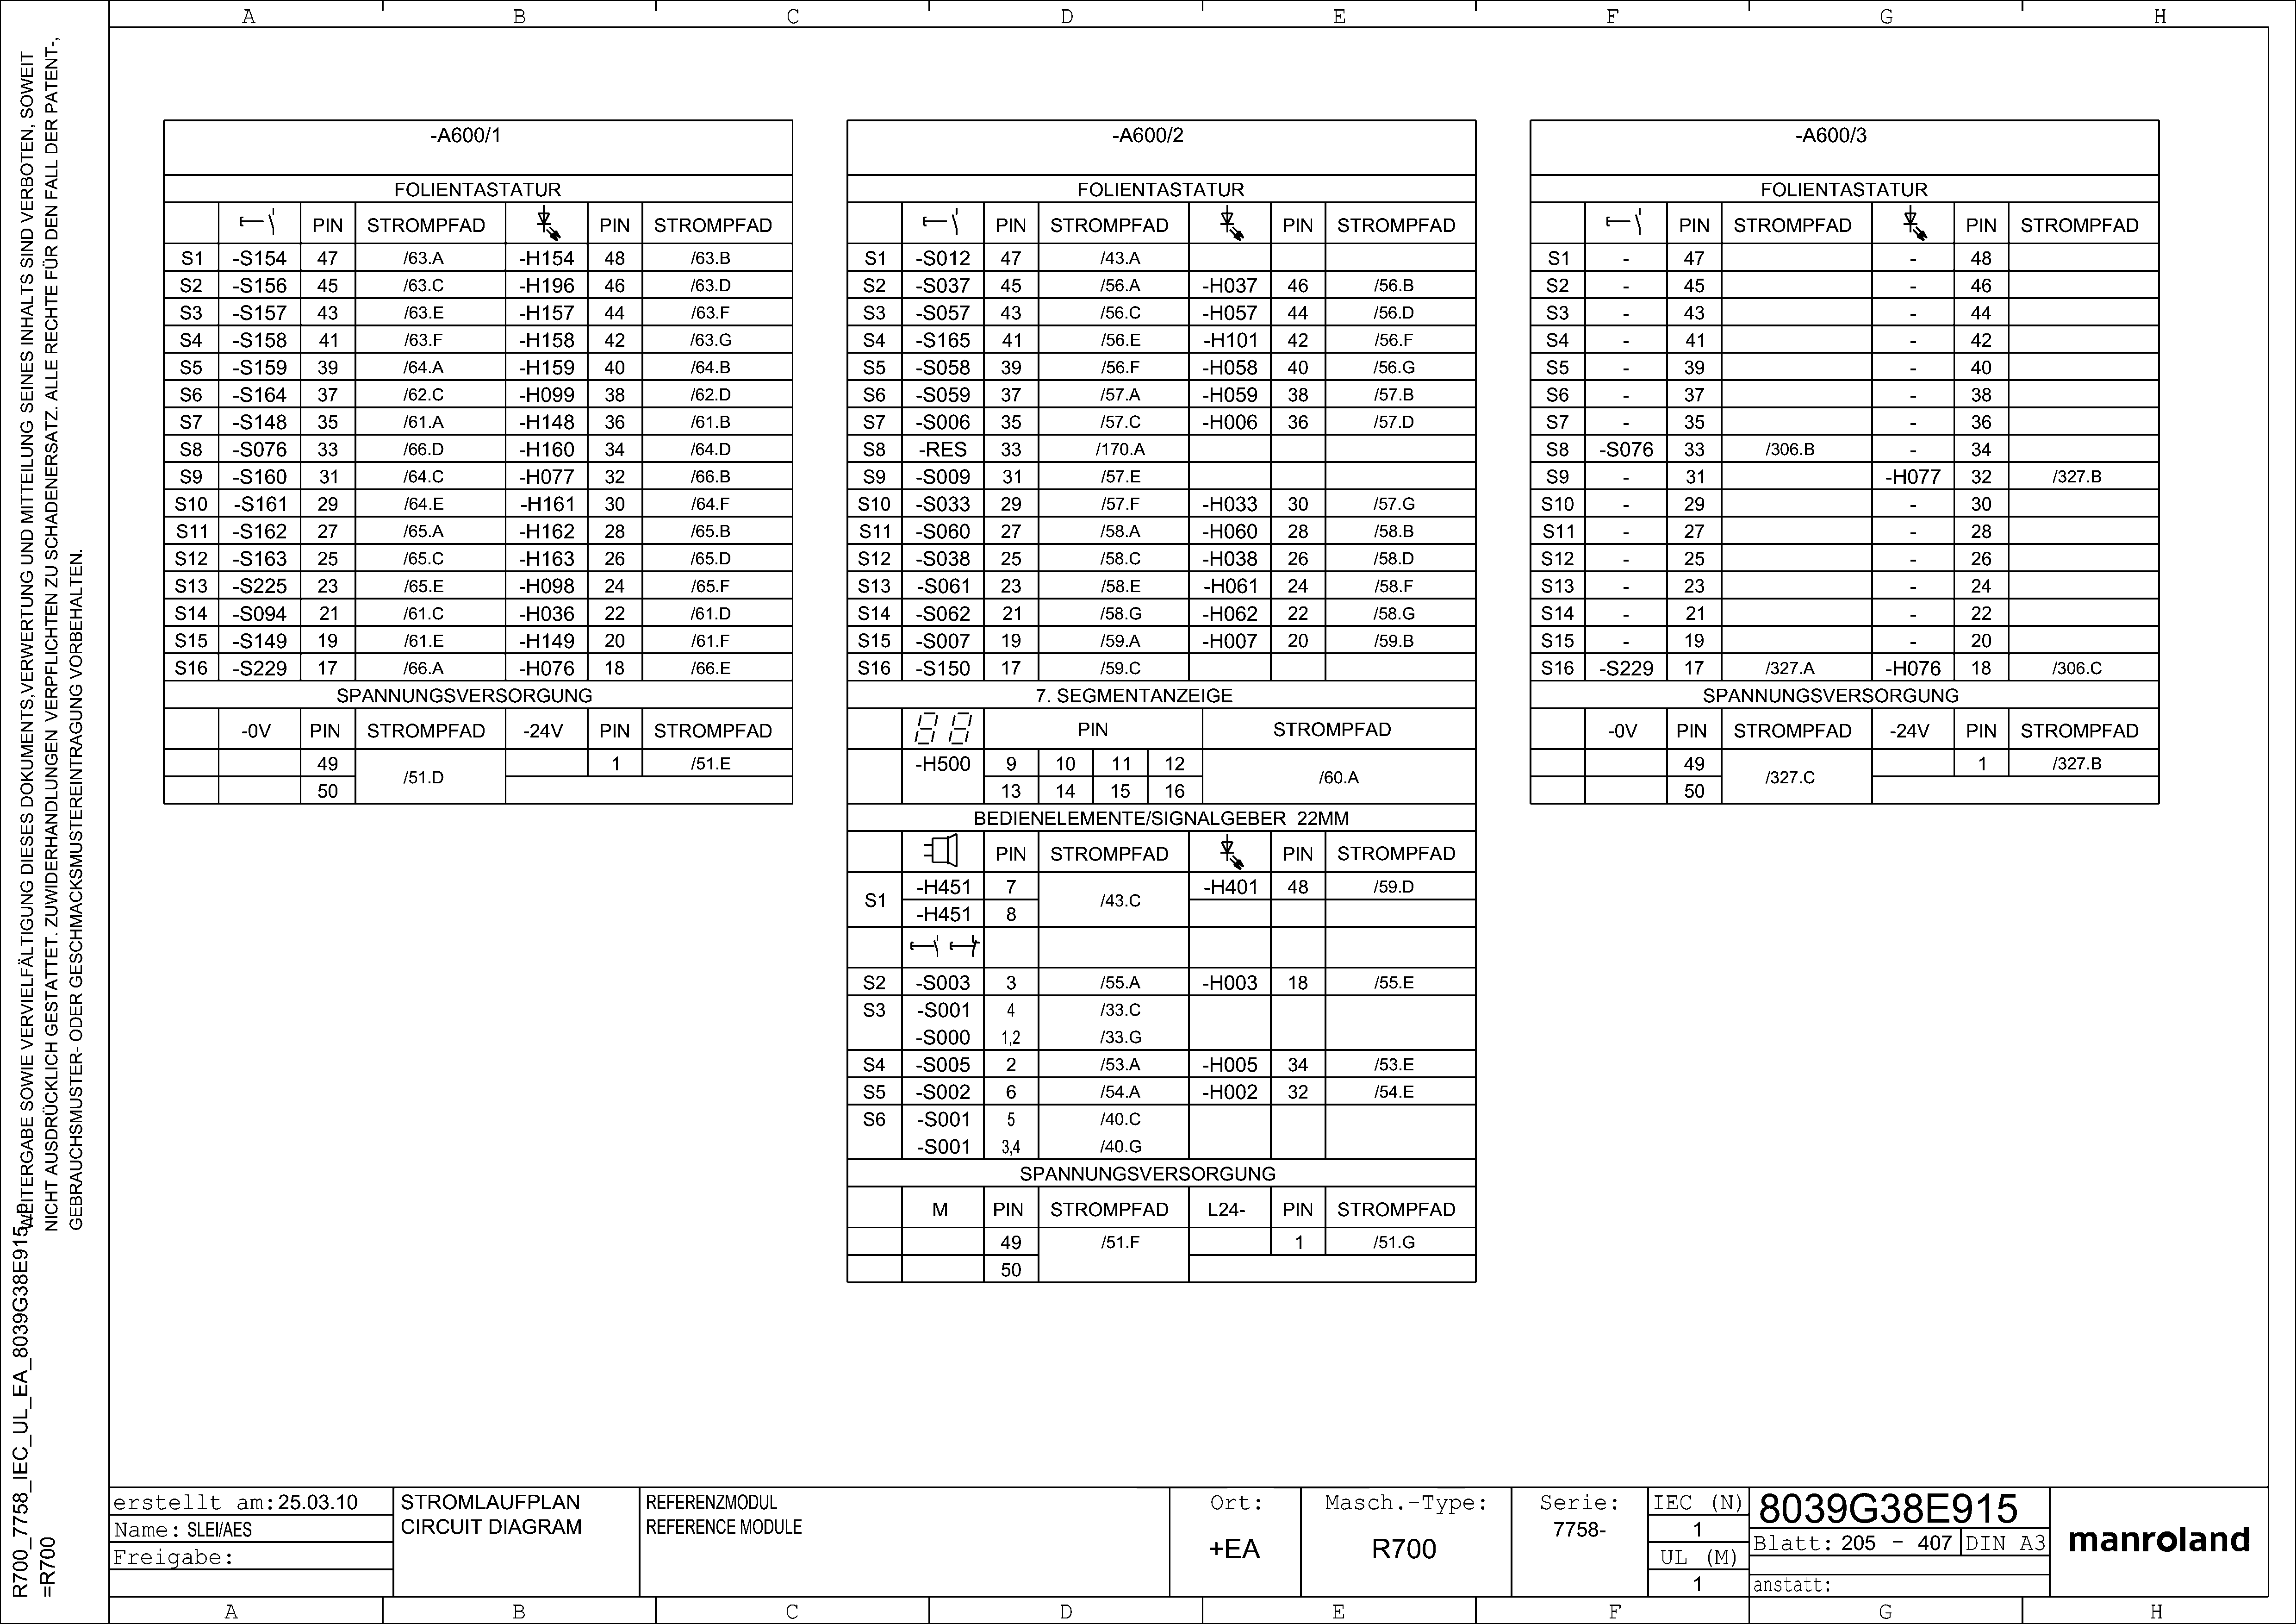 A B C D E F G H
-A600/1
FOLIENTASTATUR
PIN STROMPFAD PIN STROMPFAD
S1 -S154 47 /63.A -H154 48 /63.B
S2 -S156 45 /63.C -H196 46 /63.D
S3 -S157 43 /63.E -H157 44 /63.F
S4 -S158 41 /63.F -H158 42 /63.G
S5 -S159 39 /64.A -H159 40 /64.B
S6 -S164 37 /62.C -H099 38 /62.D
S7 -S148 35 /61.A -H148 36 /61.B
S8 -S076 33 /66.D -H160 34 /64.D
S9 -S160 31 /64.C -H077 32 /66.B
S10 -S161 29 /64.E -H161 30 /64.F
S11 -S162 27 /65.A -H162 28 /65.B
S12 -S163 25 /65.C -H163 26 /65.D
S13 -S225 23 /65.E -H098 24 /65.F
S14 -S094 21 /61.C -H036 22 /61.D
S15 -S149 19 /61.E -H149 20 /61.F
S16 -S229 17 /66.A -H076 18 /66.E
SPANNUNGSVERSORGUNG
-0V PIN STROMPFAD -24V PIN STROMPFAD
49 /51.D 1 /51.E
50
-A600/2
FOLIENTASTATUR
PIN STROMPFAD PIN STROMPFAD
S1 -S012 47 /43.A
S2 -S037 45 /56.A -H037 46 /56.B
S3 -S057 43 /56.C -H057 44 /56.D
S4 -S165 41 /56.E -H101 42 /56.F
S5 -S058 39 /56.F -H058 40 /56.G
S6 -S059 37 /57.A -H059 38 /57.B
S7 -S006 35 /57.C -H006 36 /57.D
S8 -RES 33 /170.A
S9 -S009 31 /57.E
S10 -S033 29 /57.F -H033 30 /57.G
S11 -S060 27 /58.A -H060 28 /58.B
S12 -S038 25 /58.C -H038 26 /58.D
S13 -S061 23 /58.E -H061 24 /58.F
S14 -S062 21 /58.G -H062 22 /58.G
S15 -S007 19 /59.A -H007 20 /59.B
S16 -S150 17 /59.C
7. SEGMENTANZEIGE
PIN STROMPFAD
-H500 9 10 11 12 /60.A
13 14 15 16
BEDIENELEMENTE/SIGNALGEBER 22MM
PIN STROMPFAD PIN STROMPFAD
S1 -H451 7 /43.C -H401 48 /59.D
-H451 8
S2 -S003 3 /55.A -H003 18 /55.E
S3 -S001 4 /33.C
-S000 1,2 /33.G
S4 -S005 2 /53.A -H005 34 /53.E
S5 -S002 6 /54.A -H002 32 /54.E
S6 -S001 5 /40.C
-S001 3,4 /40.G
SPANNUNGSVERSORGUNG
M PIN STROMPFAD L24- PIN STROMPFAD
49 /51.F 1 /51.G
50
-A600/3
FOLIENTASTATUR
PIN STROMPFAD PIN STROMPFAD
S1 - 47 - 48
S2 - 45 - 46
S3 - 43 - 44
S4 - 41 - 42
S5 - 39 - 40
S6 - 37 - 38
S7 - 35 - 36
S8 -S076 33 /306.B - 34
S9 - 31 -H077 32 /327.B
S10 - 29 - 30
S11 - 27 - 28
S12 - 25 - 26
S13 - 23 - 24
S14 - 21 - 22
S15 - 19 - 20
S16 -S229 17 /327.A -H076 18 /306.C
SPANNUNGSVERSORGUNG
-0V PIN STROMPFAD -24V PIN STROMPFAD
49 /327.C 1 /327.B
50
WEITERGABE SOWIE VERVIELFÄLTIGUNG DIESES DOKUMENTS,VERWERTUNG UND MITTEILUNG SEINES INHALTS SIND VERBOTEN, SOWEIT
NICHT AUSDRÜCKLICH GESTATTET. ZUWIDERHANDLUNGEN VERPFLICHTEN ZU SCHADENERSATZ. ALLE RECHTE FÜR DEN FALL DER PATENT-,
GEBRAUCHSMUSTER- ODER GESCHMACKSMUSTEREINTRAGUNG VORBEHALTEN.
=R700
erstellt am: 25.03.10
Name: SLEI/AES
Freigabe:
STROMLAUFPLAN
CIRCUIT DIAGRAM
REFERENZMODUL
REFERENCE MODULE
Ort:
+EA
Masch.-Type:
R700
Serie:
7758-
IEC (N)
1
UL (M)
1
8039G38E915
Blatt: 205 - 407 DIN A3
anstatt:
manroland
A B C D E F G H